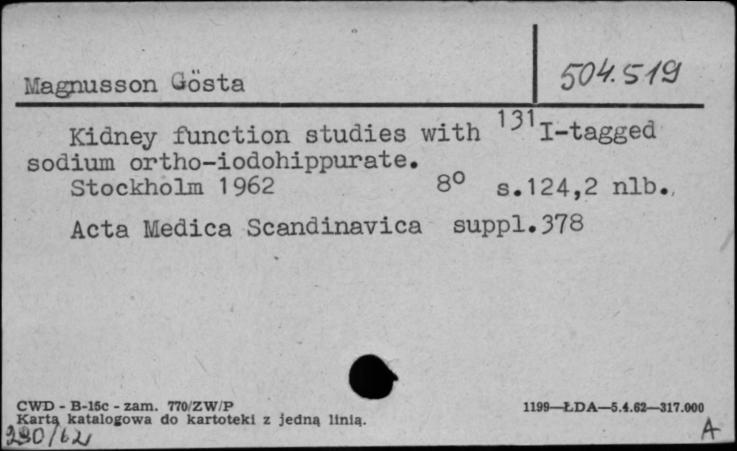 Magnusson Gösta 504.519
Kidney function studies with ¹³¹I-tagged
sodium ortho-iodohippurate.
Stockholm 1962 8° s.124,2 nlb.
Acta Medica Scandinavica suppl.378
CWD - B-15c - zam. 770/ZW/P 1199—ŁDA—5.4.62—317.000
Karta katalogowa do kartoteki z jedną linią.
290/62 A